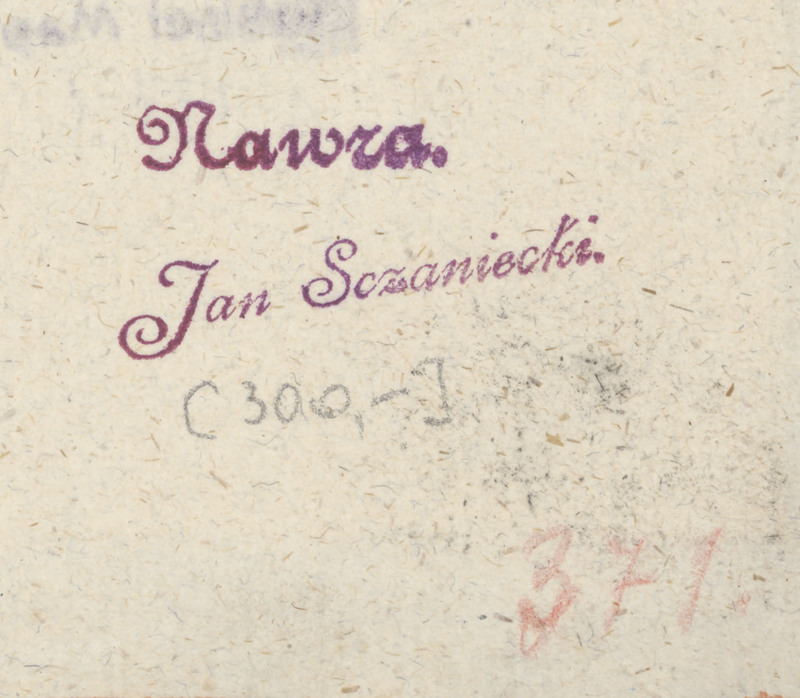 Nawra.
Jan Sczaniecki.
[300,-]
371.